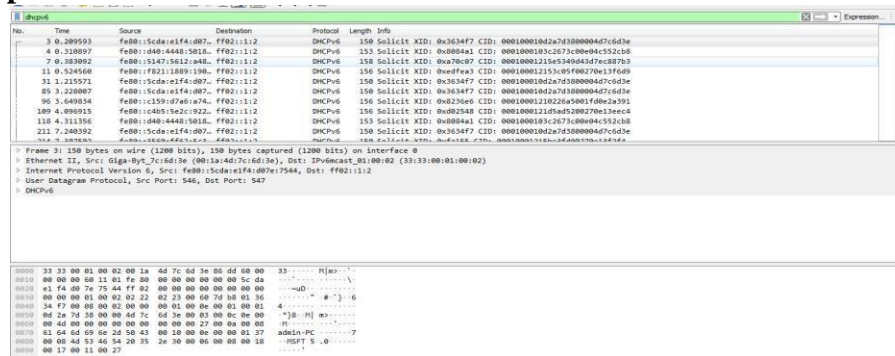 dhcpv6 Expression...
No. Time Source Destination Protocol Length Info
3 0.209593 fe80::5cda:e1f4:d07… ff02::1:2 DHCPv6 150 Solicit XID: 0x3634f7 CID: 000100010d2a7d3800004d7c6d3e
4 0.310897 fe80::d40:4448:5018… ff02::1:2 DHCPv6 153 Solicit XID: 0x8084a1 CID: 000100103c2673c00e04c552cb8
7 0.383092 fe80::5147:5612:a48… ff02::1:2 DHCPv6 158 Solicit XID: 0xa70c07 CID: 00010001215e5349d43d7ec887b3
11 0.524560 fe80::f821:1889:190… ff02::1:2 DHCPv6 156 Solicit XID: 0xedfea3 CID: 00010012153c05f00270e13f6d9
31 1.215571 fe80::5cda:e1f4:d07… ff02::1:2 DHCPv6 150 Solicit XID: 0x3634f7 CID: 000100010d2a7d3800004d7c6d3e
85 3.228007 fe80::5cda:e1f4:d07… ff02::1:2 DHCPv6 150 Solicit XID: 0x3634f7 CID: 000100010d2a7d3800004d7c6d3e
96 3.649834 fe80::c159:d7a6:a74… ff02::1:2 DHCPv6 156 Solicit XID: 0x8236e6 CID: 0001000121 0226a5001fd0e2a391
109 4.096915 fe80::c4b5:5e2c:922… ff02::1:2 DHCPv6 156 Solicit XID: 0xd02548 CID: 00010001 21d5ad5200270e13eec4
118 4.311356 fe80::d40:4448:5018… ff02::1:2 DHCPv6 153 Solicit XID: 0x8084a1 CID: 000100103c2673c00e04c552cb8
211 7.240392 fe80::5cda:e1f4:d07… ff02::1:2 DHCPv6 150 Solicit XID: 0x3634f7 CID: 000100010d2a7d3800004d7c6d3e
Frame 3: 150 bytes on wire (1200 bits), 150 bytes captured (1200 bits) on interface 0
Ethernet II, Src: Giga-Byt_7c:6d:3e (00:1a:4d:7c:6d:3e), Dst: IPv6mcast_01:00:02 (33:33:00:01:00:02)
Internet Protocol Version 6, Src: fe80::5cda:e1f4:d07e:7544, Dst: ff02::1:2
User Datagram Protocol, Src Port: 546, Dst Port: 547
DHCPv6
0000 33 33 00 01 00 02 00 1a 4d 7c 6d 3e 86 dd 60 00 33······ M|m>··`·
0010 00 00 00 60 11 01 fe 80 00 00 00 00 00 00 5c da ···`···· ······\·
0020 e1 f4 d0 7e 75 44 ff 02 00 00 00 00 00 00 00 00 ···~uD·· ········
0030 00 00 00 01 00 02 02 22 02 23 00 60 7d b8 01 36 ·······" ·#·`}··6
0040 34 f7 00 08 00 02 00 00 00 01 00 0e 00 01 00 01 4······· ········
0050 0d 2a 7d 38 00 00 4d 7c 6d 3e 00 03 00 0c 0e 00 ·*}8··M| m>······
0060 00 4d 00 00 00 00 00 00 00 00 00 27 00 0a 00 08 ·M······ ···'····
0070 61 64 6d 69 6e 2d 50 43 00 10 00 0e 00 00 01 37 admin-PC ·······7
0080 00 08 4d 53 46 54 20 35 2e 30 00 06 00 08 00 18 ··MSFT 5 .0······
0090 00 17 00 11 00 27 ·····'